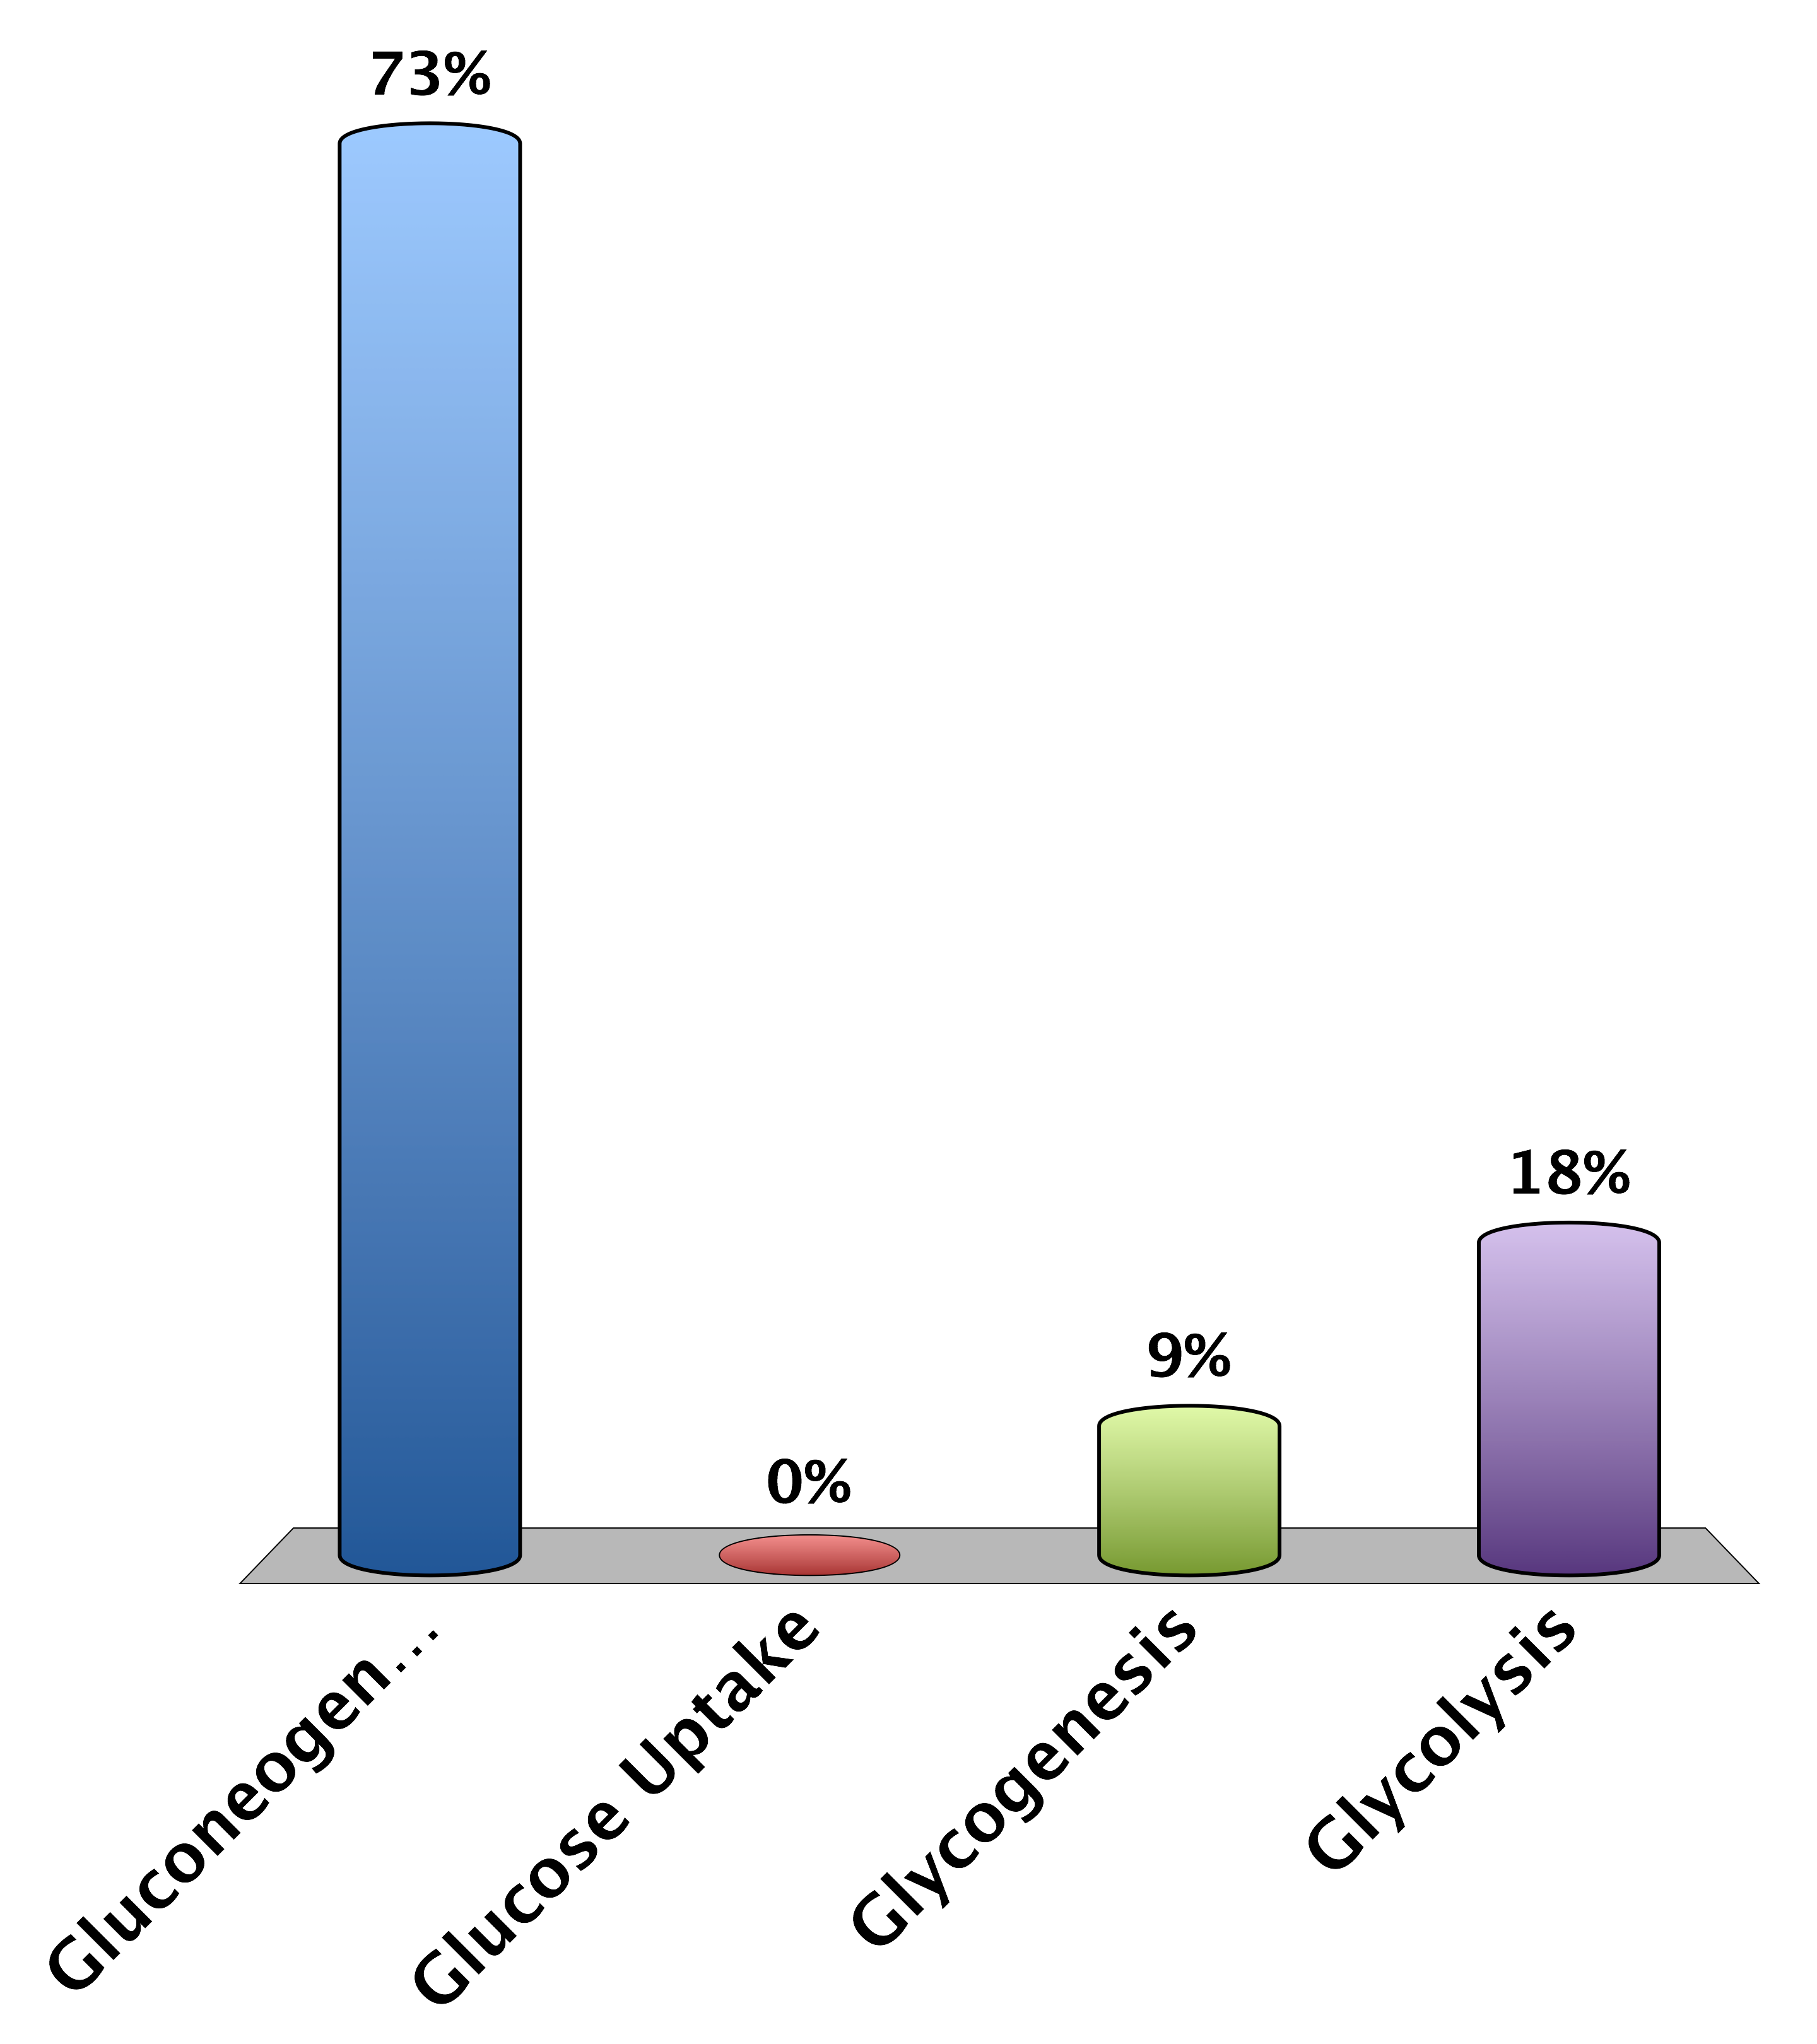 73%
0%
9%
18%
Gluconeogen...
Glucose Uptake
Glycogenesis
Glycolysis